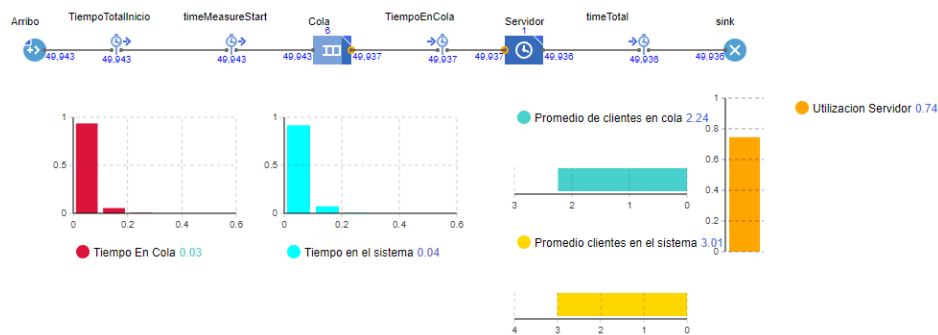 Arribo TiempoTotalInicio timeMeasureStart Cola TiempoEnCola Servidor timeTotal sink
6 1
49,943 49,943 49,943 49,943 49,937 49,937 49,937 49,936 49,936 49,936
1
0.5
0
0 0.2 0.4 0.6
Tiempo En Cola 0.03
1
0.5
0
0 0.2 0.4 0.6
Tiempo en el sistema 0.04
Promedio de clientes en cola 2.24
3 2 1 0
Promedio clientes en el sistema 3.01
4 3 2 1 0
1
0.8
0.6
0.4
0.2
0
Utilizacion Servidor 0.74